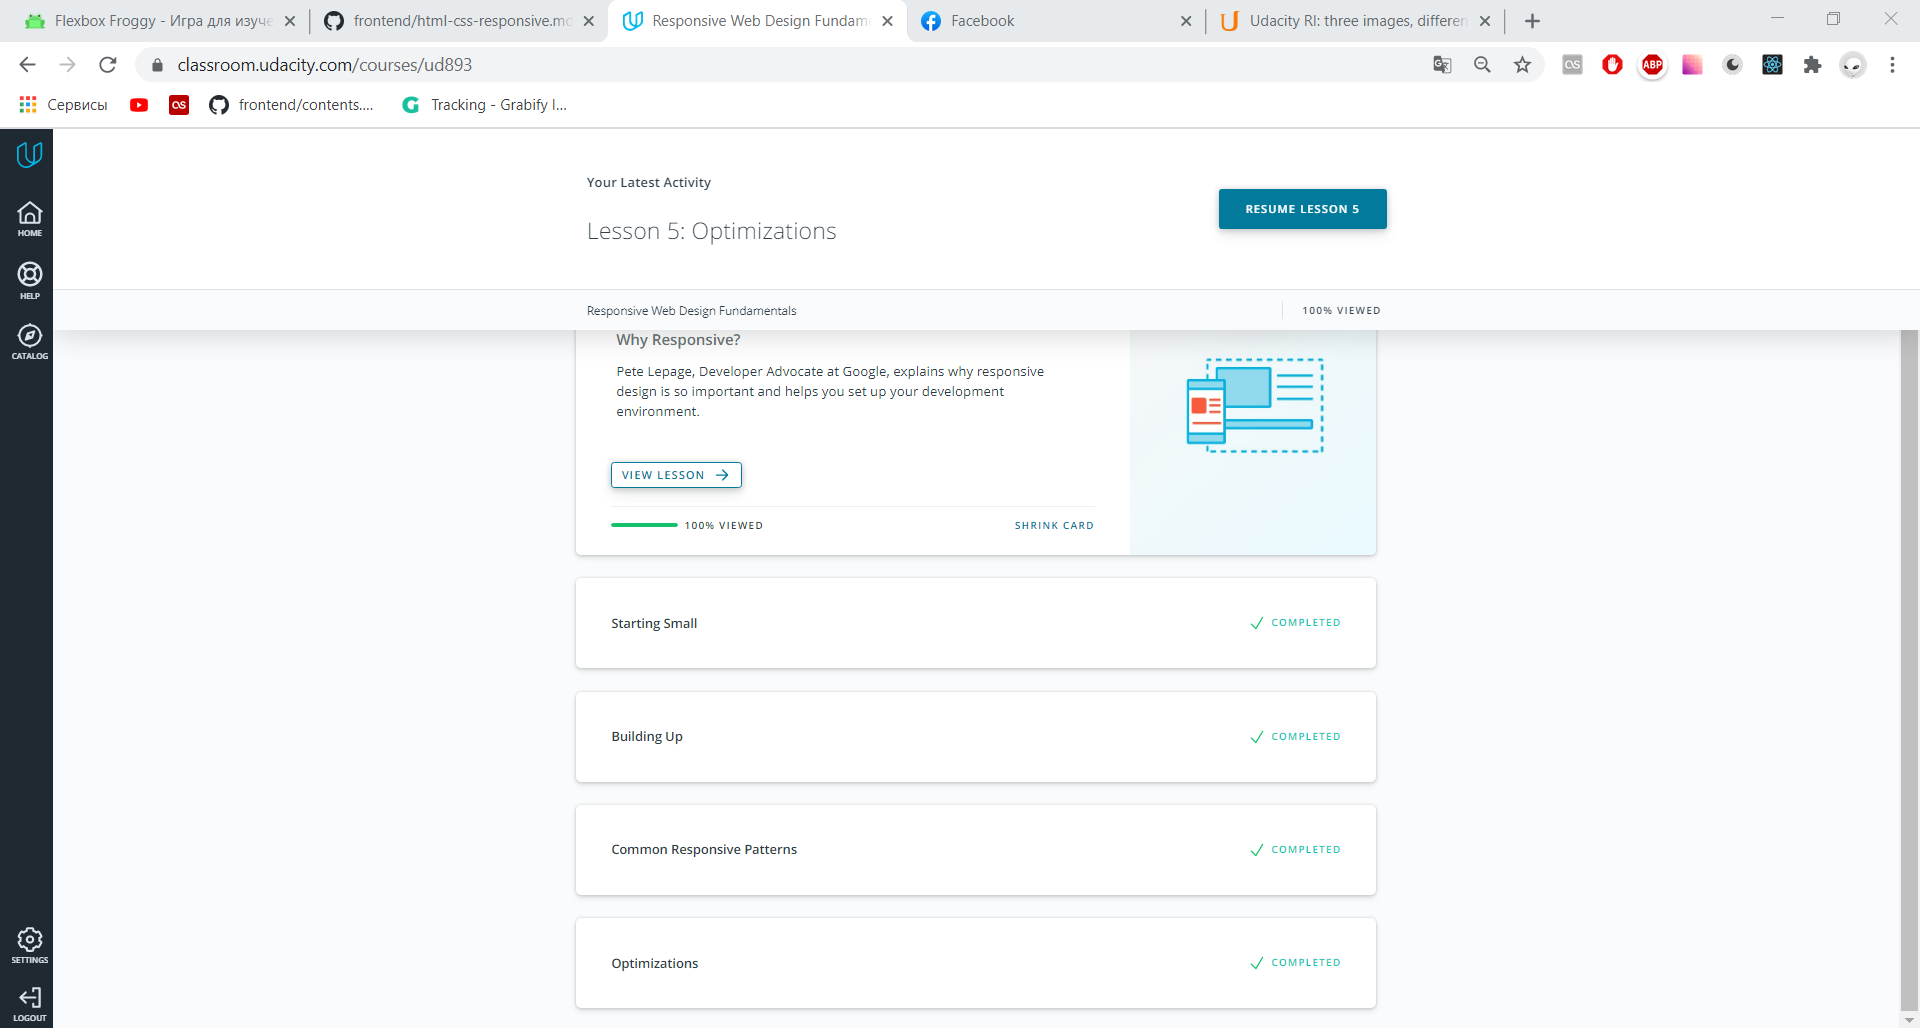 Flexbox Froggy - Игра для изуче
frontend/html-css-responsive.mo
Responsive Web Design Fundam
Facebook
Udacity RI: three images, differen
classroom.udacity.com/courses/ud893
OS
ABP
Сервисы
OS
frontend/contents....
Tracking - Grabify I...
HOME
HELP
CATALOG
SETTINGS
LOGOUT
Your Latest Activity
RESUME LESSON 5
Lesson 5: Optimizations
Responsive Web Design Fundamentals
100% VIEWED
Why Responsive?
Pete Lepage, Developer Advocate at Google, explains why responsive
design is so important and helps you set up your development
environment.
VIEW LESSON
100% VIEWED
SHRINK CARD
Starting Small
COMPLETED
Building Up
COMPLETED
Common Responsive Patterns
COMPLETED
Optimizations
COMPLETED